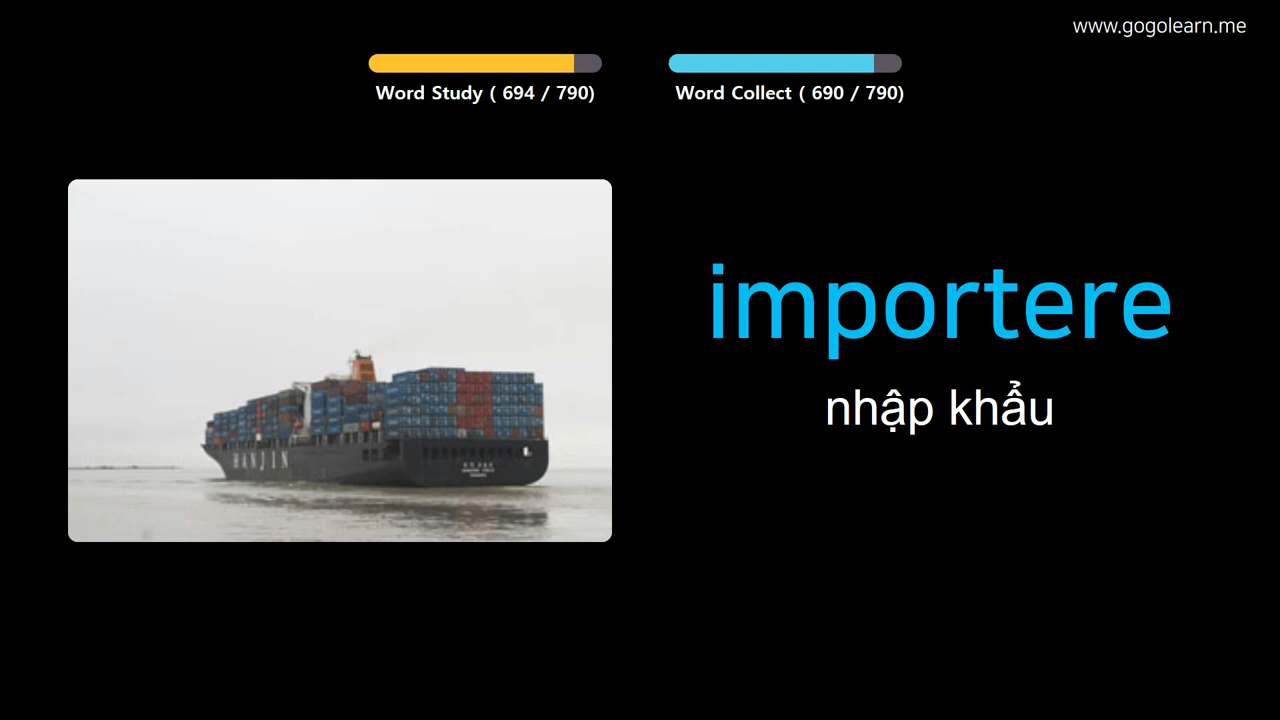 www.gogolearn.me
Word Study ( 694 / 790)
Word Collect ( 690 / 790)
importere
nhập khẩu
HANJIN